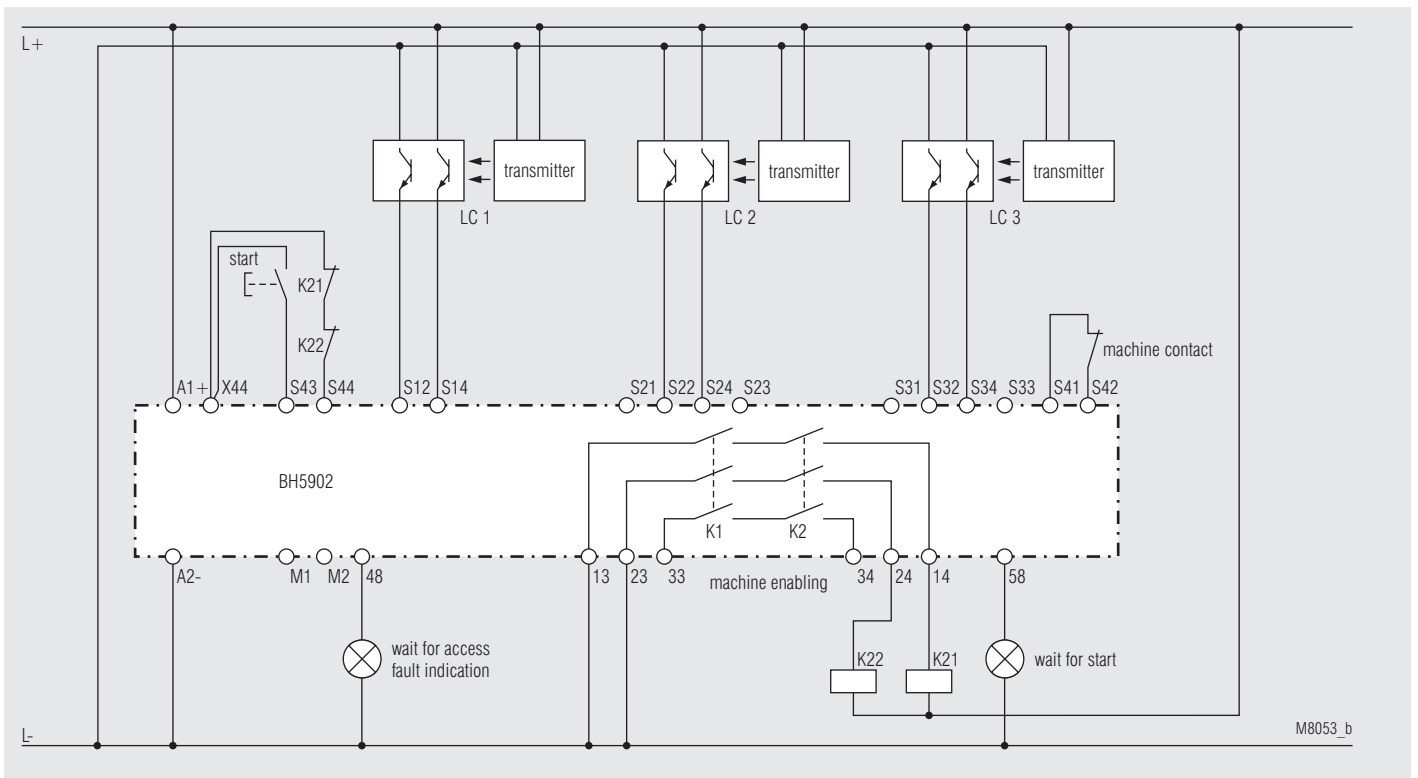 L+
transmitter
transmitter
transmitter
LC 1
LC 2
LC 3
start
K21
K22
machine contact
A1+
X44
S43
S44
S12
S14
S21
S22
S24
S23
S31
S32
S34
S33
S41
S42
BH5902
K1
K2
A2-
M1
M2
48
13
23
33
machine enabling
34
24
14
58
wait for access
fault indication
K22
K21
wait for start
L-
M8053_b